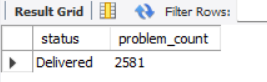 Result Grid Filter Rows:
status problem_count
Delivered 2581